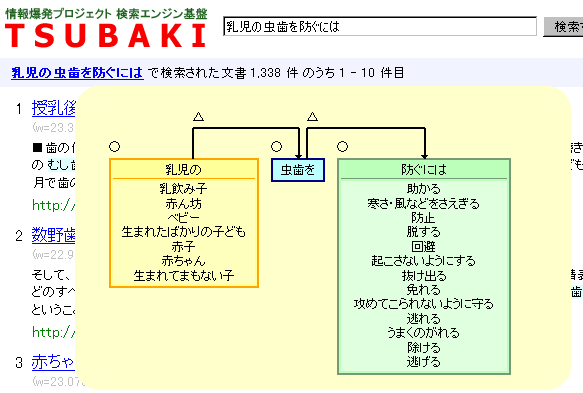 情報爆発プロジェクト 検索エンジン基盤
TSUBAKI
乳児の虫歯を防ぐには
検索す
乳児の虫歯を防ぐには で検索された文書 1,338 件 のうち 1 - 10 件目
1 授乳後
(w=23.3
■歯の
の むし
月で歯の
http://
2 数野歯
(w=22.9
そして、
どのすべ
というこ
http://
3 赤ちゃ
(w=23.07
△ △
○ ○ ○
乳児の
乳飲み子
赤ん坊
ベビー
生まれたばかりの子ども
赤子
赤ちゃん
生まれてまもない子
虫歯を
防ぐには
助かる
寒さ・風などをさえぎる
防止
脱する
回避
起こさないようにする
抜け出る
免れる
攻めてこられないように守る
逃れる
うまくのがれる
除ける
逃げる